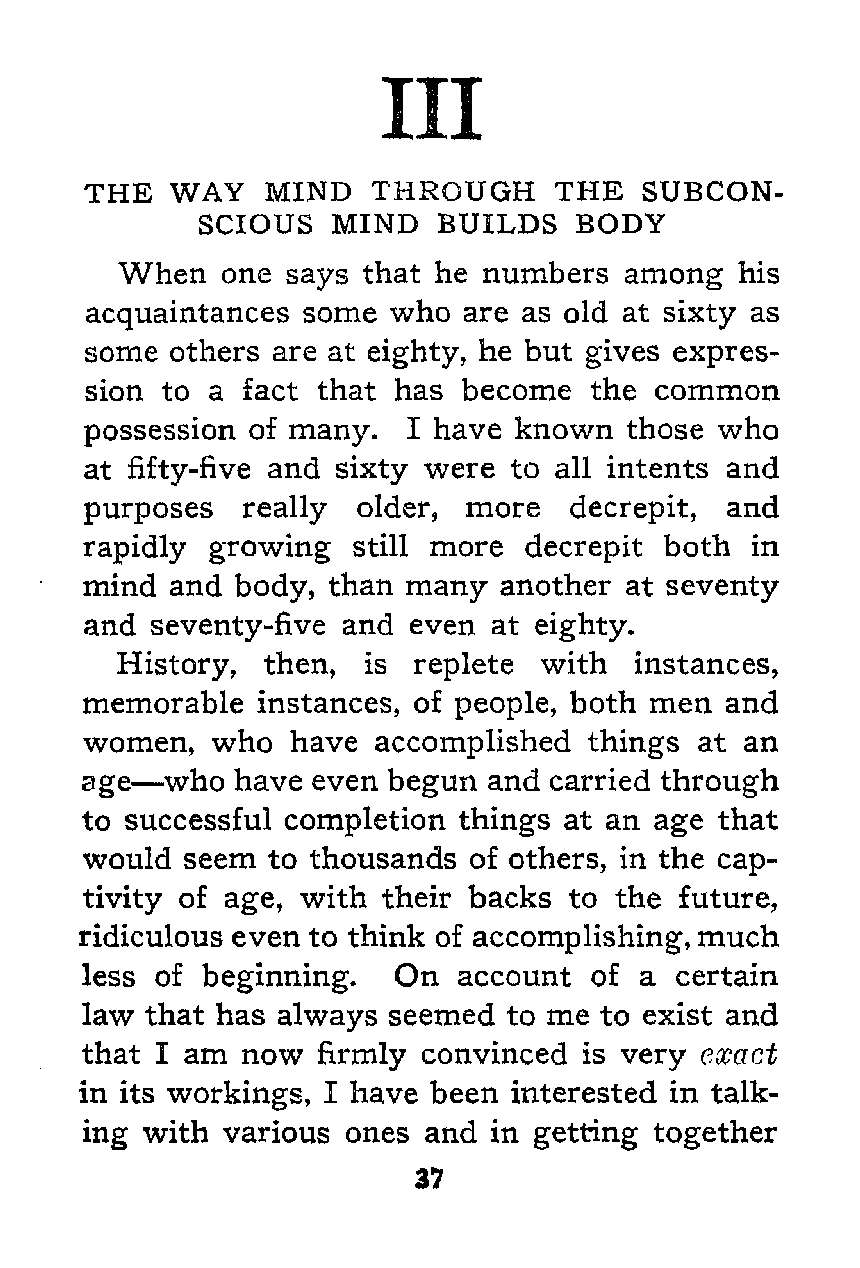 III
THE WAY MIND THROUGH THE SUBCON-
SCIOUS MIND BUILDS BODY
When one says that he numbers among his
acquaintances some who are as old at sixty as
some others are at eighty, he but gives expres-
sion to a fact that has become the common
possession of many. I have known those who
at fifty-five and sixty were to all intents and
purposes really older, more decrepit, and
rapidly growing still more decrepit both in
mind and body, than many another at seventy
and seventy-five and even at eighty.
History, then, is replete with instances,
memorable instances, of people, both men and
women, who have accomplished things at an
age—who have even begun and carried through
to successful completion things at an age that
would seem to thousands of others, in the cap-
tivity of age, with their backs to the future,
ridiculous even to think of accomplishing, much
less of beginning. On account of a certain
law that has always seemed to me to exist and
that I am now firmly convinced is very exact
in its workings, I have been interested in talk-
ing with various ones and in getting together
37